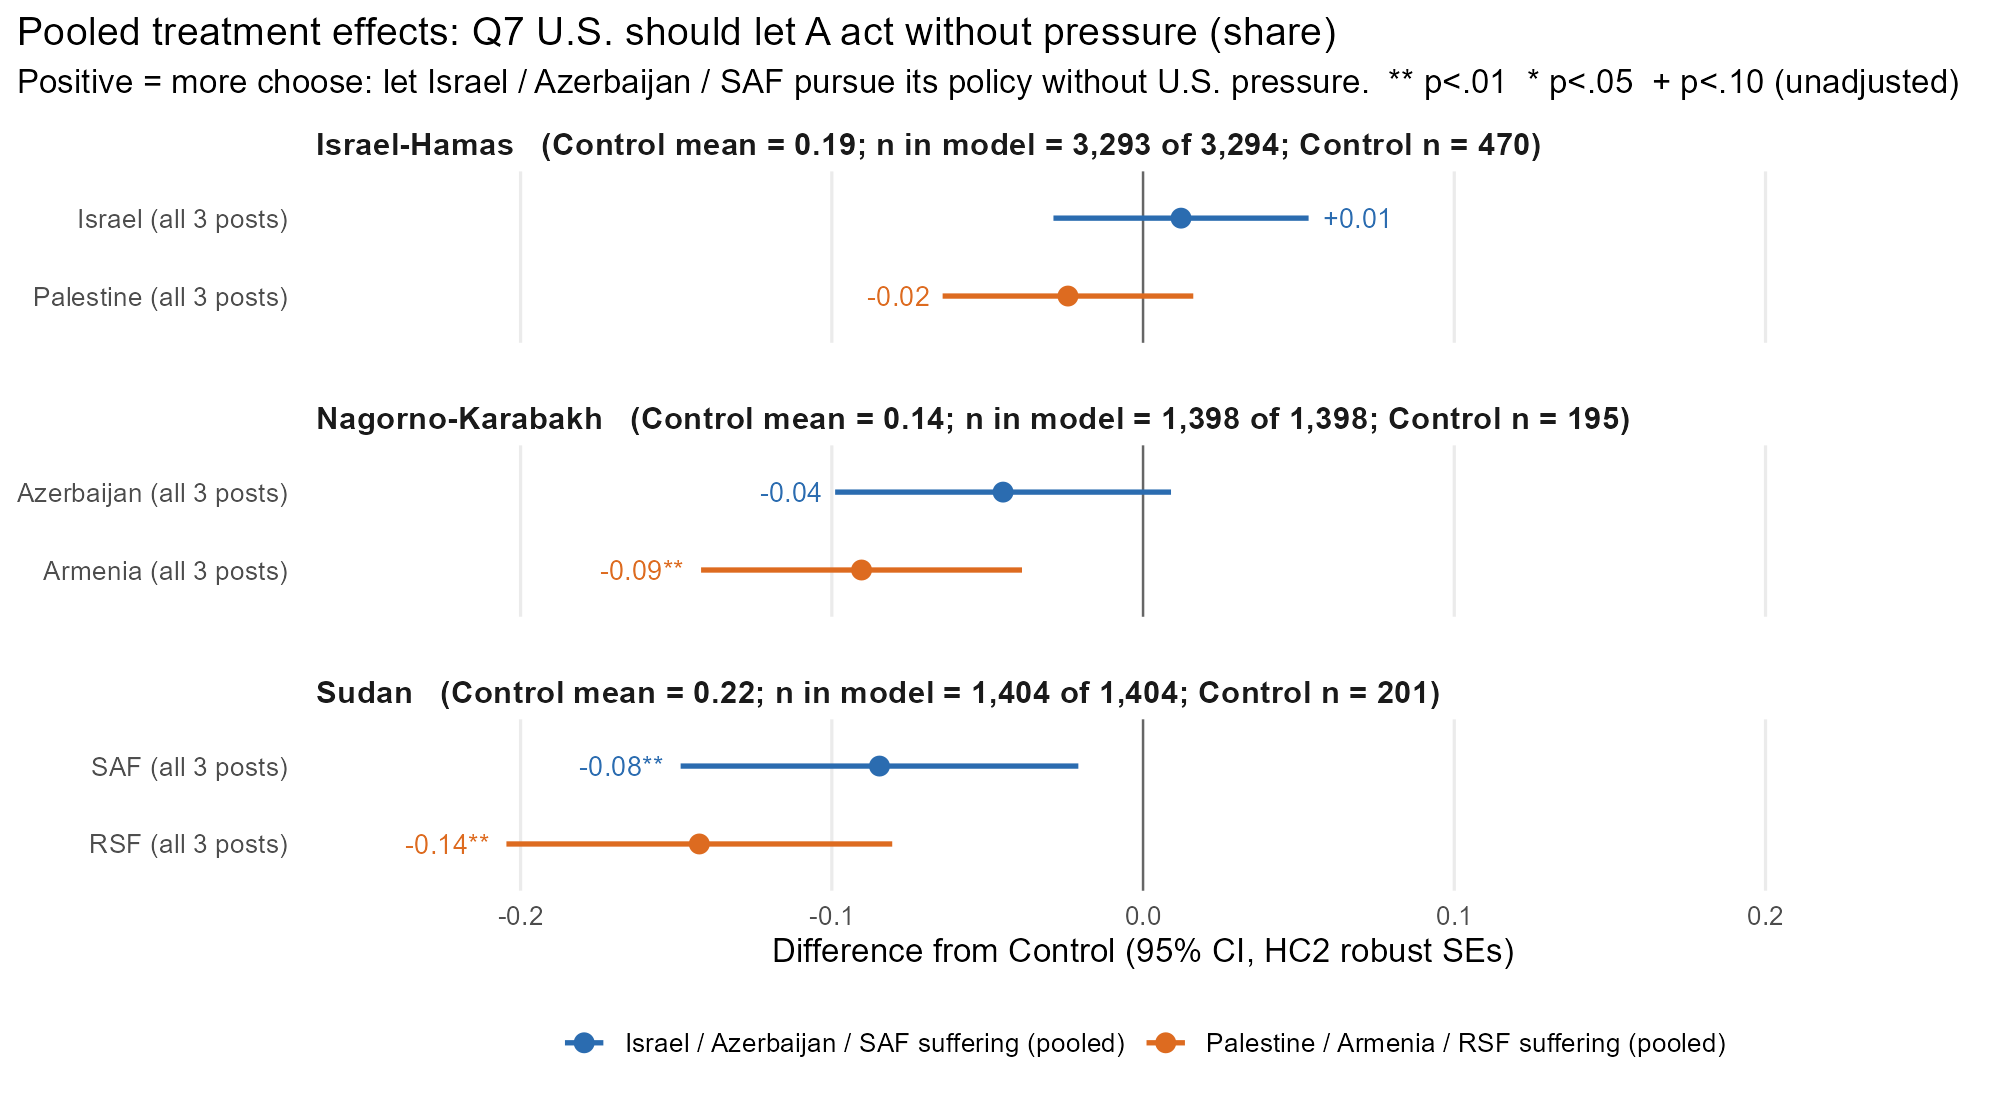 Pooled treatment effects: Q7 U.S. should let A act without pressure (share)
Positive = more choose: let Israel / Azerbaijan / SAF pursue its policy without U.S. pressure.  ** p<.01  * p<.05  + p<.10 (unadjusted)
Israel-Hamas   (Control mean = 0.19; n in model = 3,293 of 3,294; Control n = 470)
Israel (all 3 posts)
+0.01
Palestine (all 3 posts)
-0.02
Nagorno-Karabakh   (Control mean = 0.14; n in model = 1,398 of 1,398; Control n = 195)
Azerbaijan (all 3 posts)
-0.04
Armenia (all 3 posts)
-0.09**
Sudan   (Control mean = 0.22; n in model = 1,404 of 1,404; Control n = 201)
SAF (all 3 posts)
-0.08**
RSF (all 3 posts)
-0.14**
-0.2 -0.1 0.0 0.1 0.2
Difference from Control (95% CI, HC2 robust SEs)
Israel / Azerbaijan / SAF suffering (pooled) Palestine / Armenia / RSF suffering (pooled)